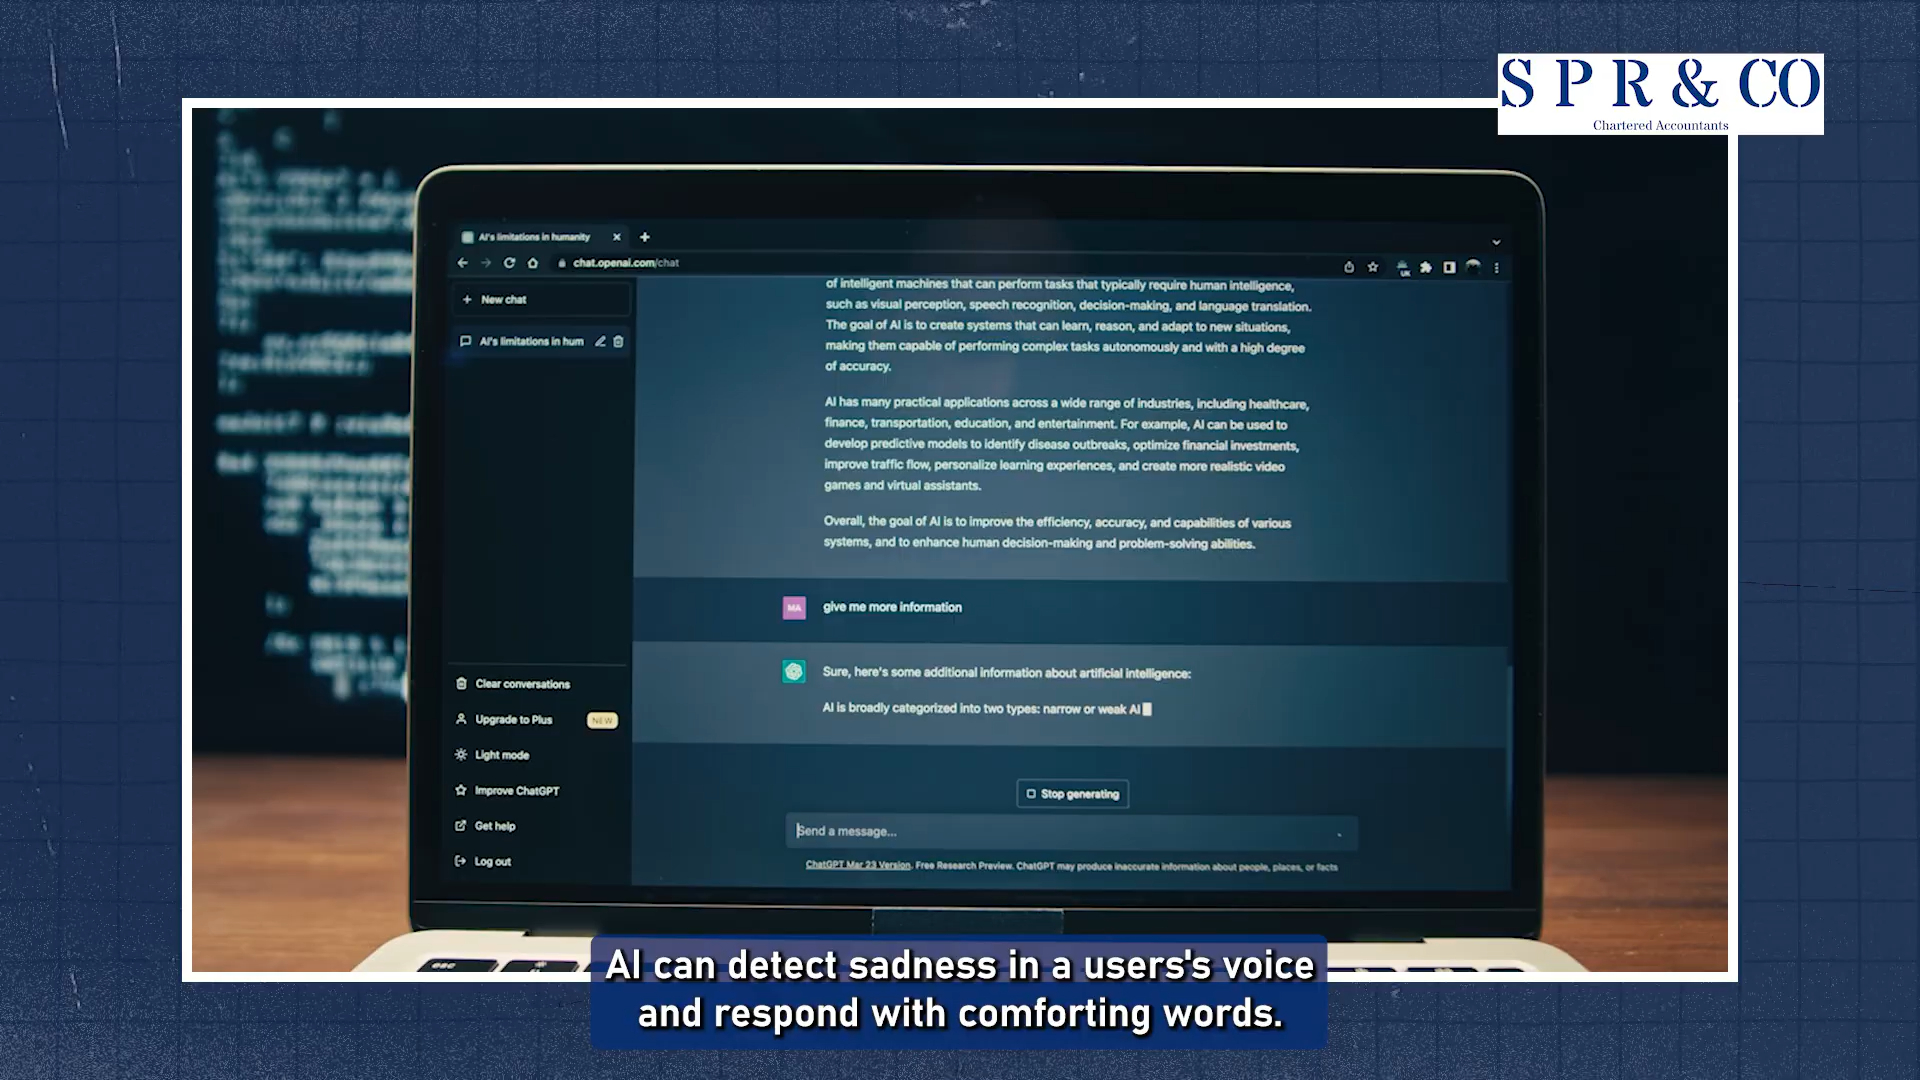 S P R & CO
Chartered Accountants
AI's limitations in humanity
chat.openai.com/chat
UK
+ New chat
AI's limitations in hum
of intelligent machines that can perform tasks that typically require human intelligence,
such as visual perception, speech recognition, decision-making, and language translation.
The goal of AI is to create systems that can learn, reason, and adapt to new situations,
making them capable of performing complex tasks autonomously and with a high degree
of accuracy.
AI has many practical applications across a wide range of industries, including healthcare,
finance, transportation, education, and entertainment. For example, AI can be used to
develop predictive models to identify disease outbreaks, optimize financial investments,
improve traffic flow, personalize learning experiences, and create more realistic video
games and virtual assistants.
Overall, the goal of AI is to improve the efficiency, accuracy, and capabilities of various
systems, and to enhance human decision-making and problem-solving abilities.
MA give me more information
Sure, here's some additional information about artificial intelligence:
AI is broadly categorized into two types: narrow or weak AI
Clear conversations
Upgrade to Plus NEW
Light mode
Improve ChatGPT
Get help
Log out
Stop generating
Send a message...
ChatGPT Mar 23 Version. Free Research Preview. ChatGPT may produce inaccurate information about people, places, or facts
esc
AI can detect sadness in a users's voice
and respond with comforting words.